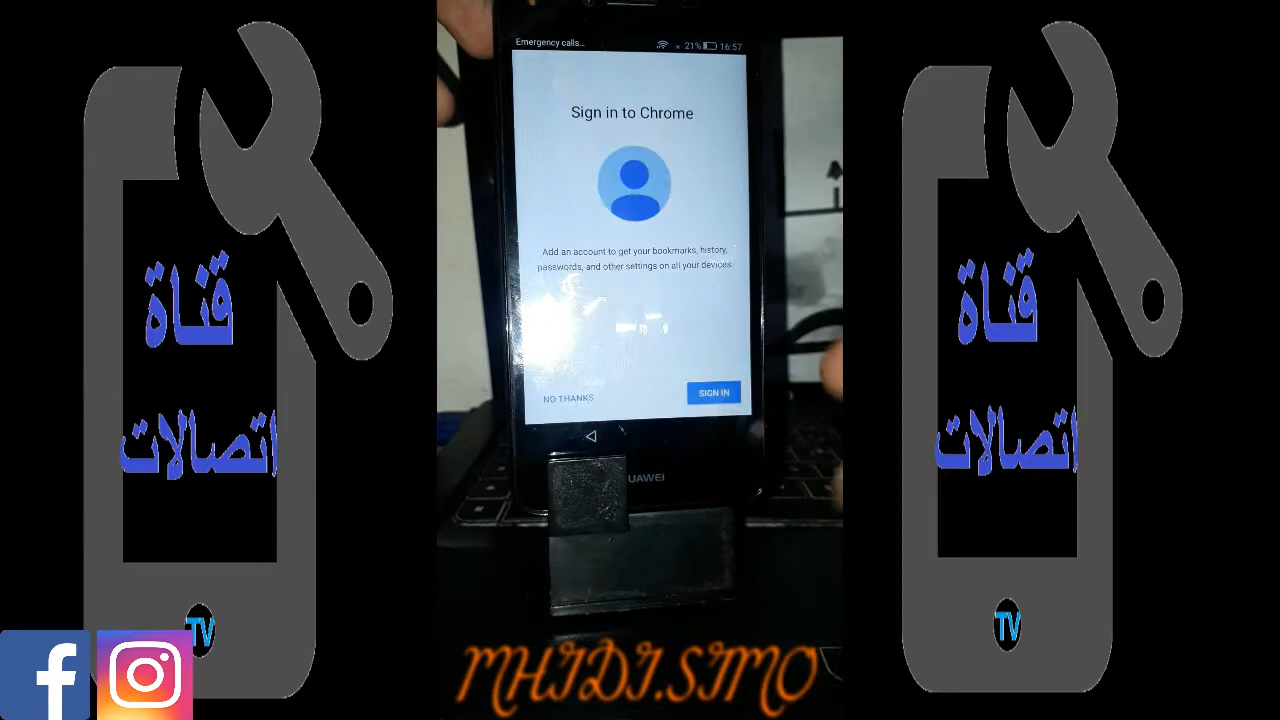 Emergency calls...
21% 16:57
Sign in to Chrome
Add an account to get your bookmarks, history,
passwords, and other settings on all your devices.
NO THANKS
SIGN IN
UAWEI
قناة
اتصالات
TV
قناة
اتصالات
TV
MHIDI.SIMO